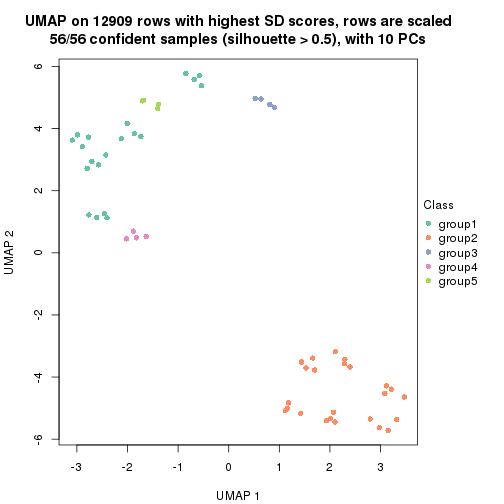 UMAP on 12909 rows with highest SD scores, rows are scaled
56/56 confident samples (silhouette > 0.5), with 10 PCs
6
4
2
0
-2
-4
-6
UMAP 2
-3 -2 -1 0 1 2 3
UMAP 1
Class
group1
group2
group3
group4
group5